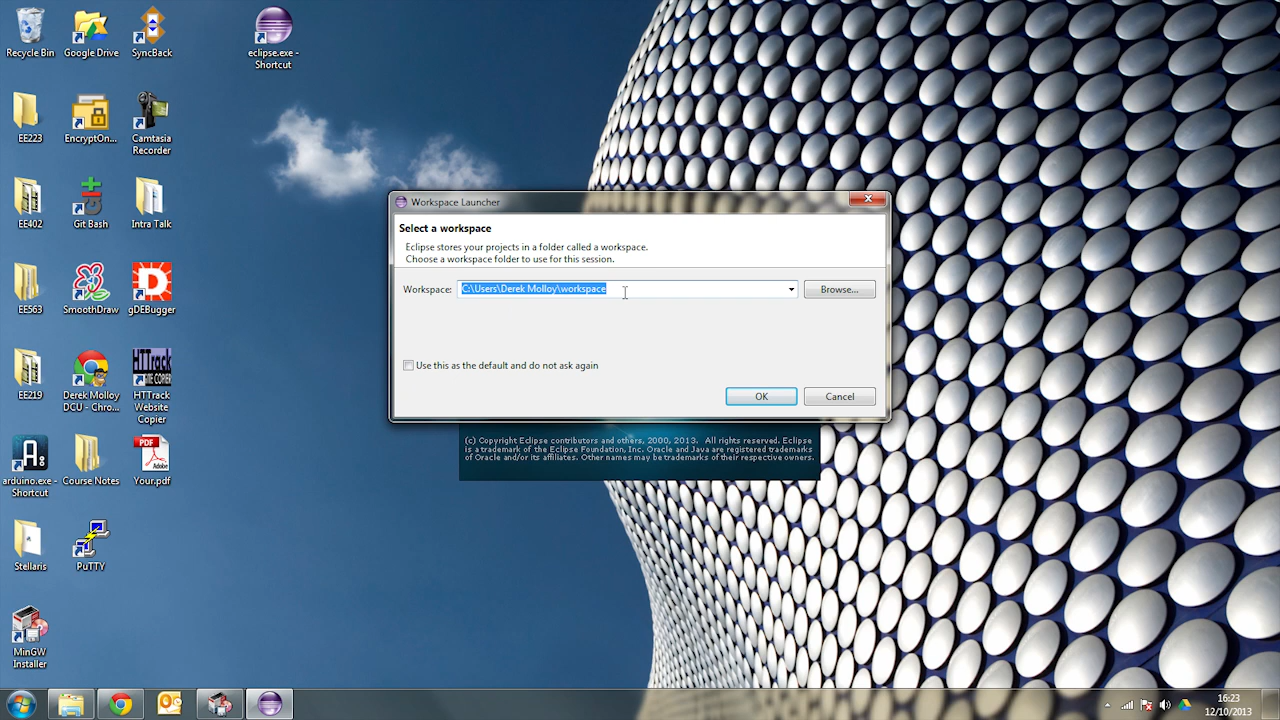 Recycle Bin
Google Drive
SyncBack
eclipse.exe -
Shortcut
EE223
EncryptOn...
Camtasia
Recorder
EE402
Git Bash
Intra Talk
EE563
SmoothDraw
gDEBugger
EE219
Derek Molloy
DCU - Chro...
HTTrack
SITE COPIER
HTTrack
Website
Copier
arduino.exe -
Shortcut
Course Notes
PDF
Adobe
Your.pdf
Stellaris
PuTTY
MinGW
Installer
Workspace Launcher
Select a workspace
Eclipse stores your projects in a folder called a workspace.
Choose a workspace folder to use for this session.
Workspace:
C:\Users\Derek Molloy\workspace
Browse...
Use this as the default and do not ask again
OK
Cancel
(c) Copyright Eclipse contributors and others, 2000, 2013. All rights reserved. Eclipse
is a trademark of the Eclipse Foundation, Inc. Oracle and Java are registered trademarks
of Oracle and/or its affiliates. Other names may be trademarks of their respective owners.
16:23
12/10/2013